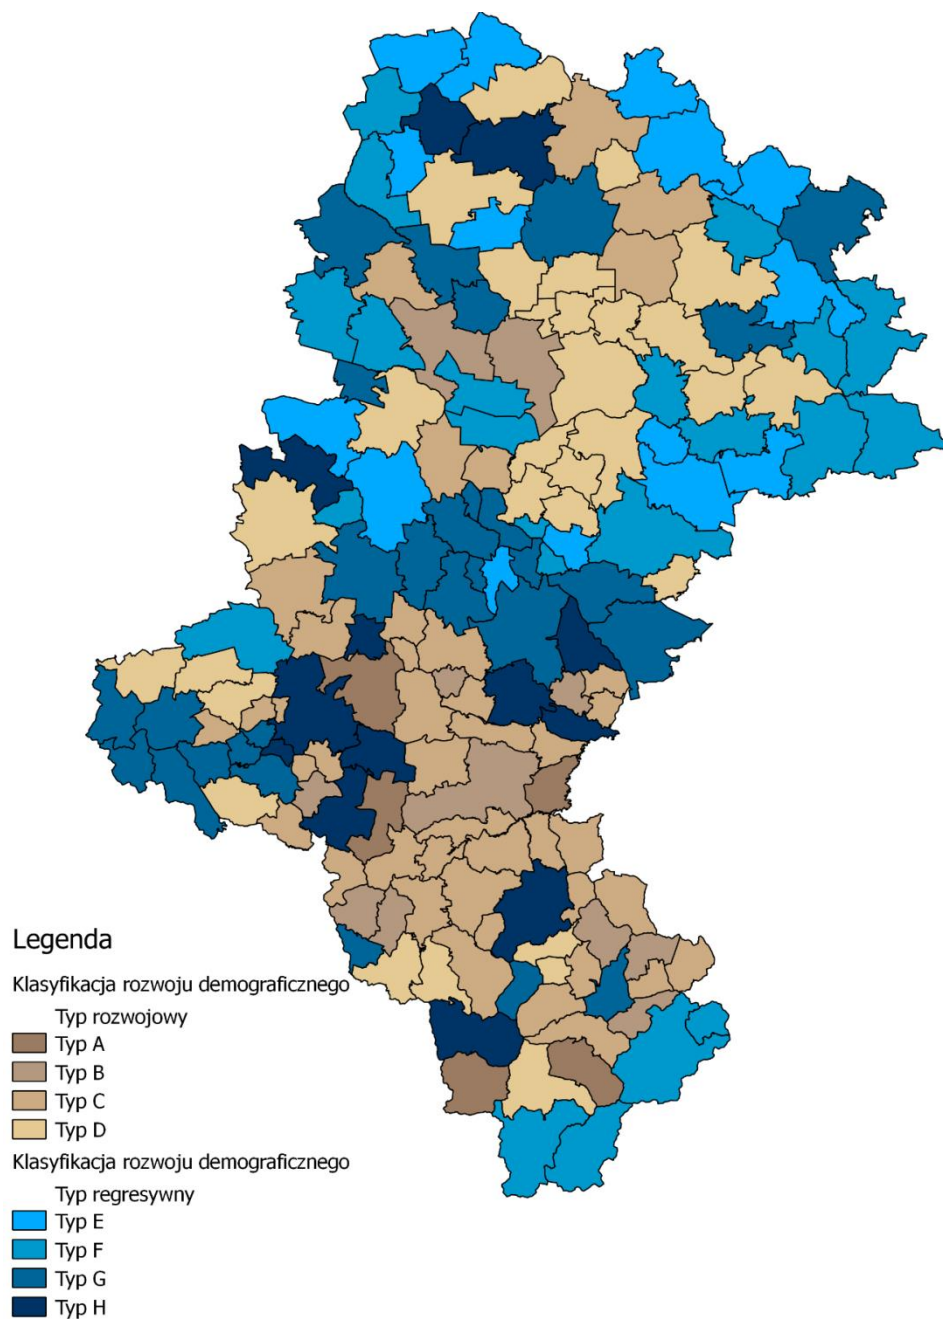 Legenda
Klasyfikacja rozwoju demograficznego
Typ rozwojowy
Typ A
Typ B
Typ C
Typ D
Klasyfikacja rozwoju demograficznego
Typ regresywny
Typ E
Typ F
Typ G
Typ H